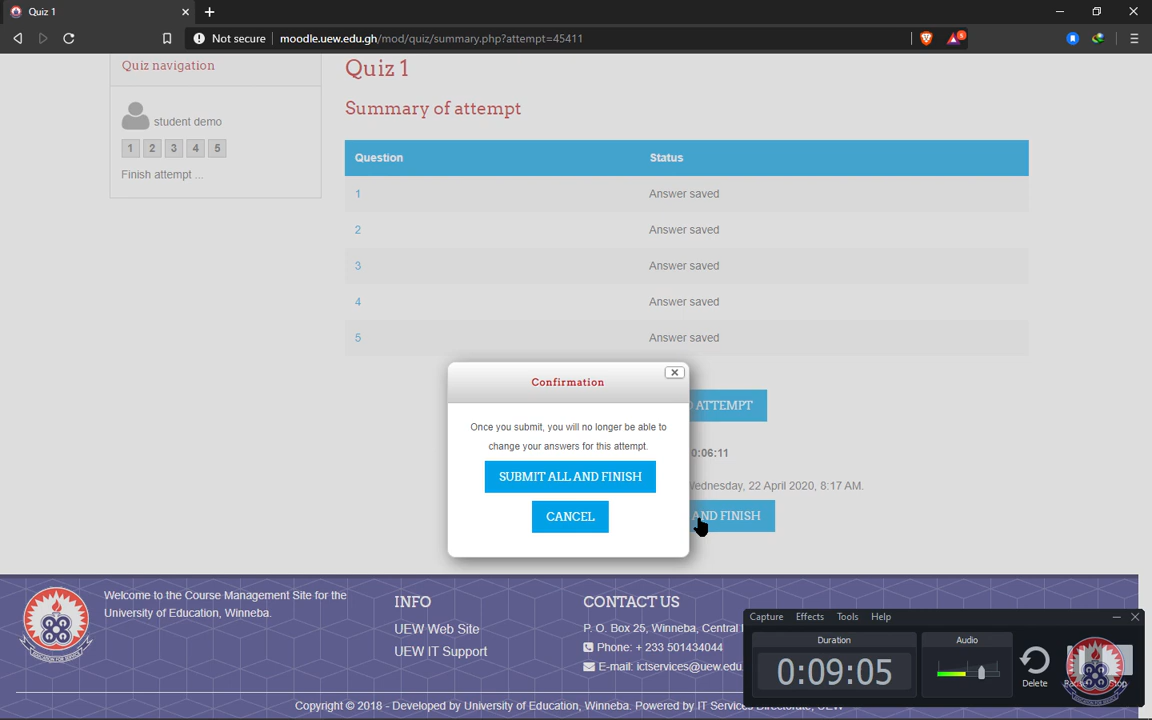 Quiz 1
Not secure
moodle.uew.edu.gh/mod/quiz/summary.php?attempt=45411
5
Quiz navigation
student demo
1 2 3 4 5
Finish attempt ...
Quiz 1
Summary of attempt
Question Status
1 Answer saved
2 Answer saved
3 Answer saved
4 Answer saved
5 Answer saved
ATTEMPT
0:06:11
Wednesday, 22 April 2020, 8:17 AM.
AND FINISH
Confirmation
Once you submit, you will no longer be able to
change your answers for this attempt.
SUBMIT ALL AND FINISH
CANCEL
Welcome to the Course Management Site for the
University of Education, Winneba.
INFO
UEW Web Site
UEW IT Support
CONTACT US
P. O. Box 25, Winneba, Central
Phone: + 233 501434044
E-mail: ictservices@uew.edu.
Copyright © 2018 - Developed by University of Education, Winneba. Powered by IT Services Directorate, UEW
Capture Effects Tools Help
Duration
0:09:05
Audio
Delete
Stop